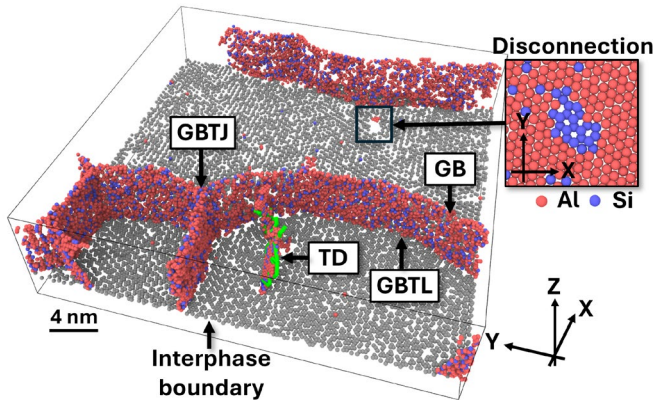 Disconnection
Y
X
Al Si
GBTJ
GB
TD
GBTL
4 nm
Interphase
boundary
Z
X
Y